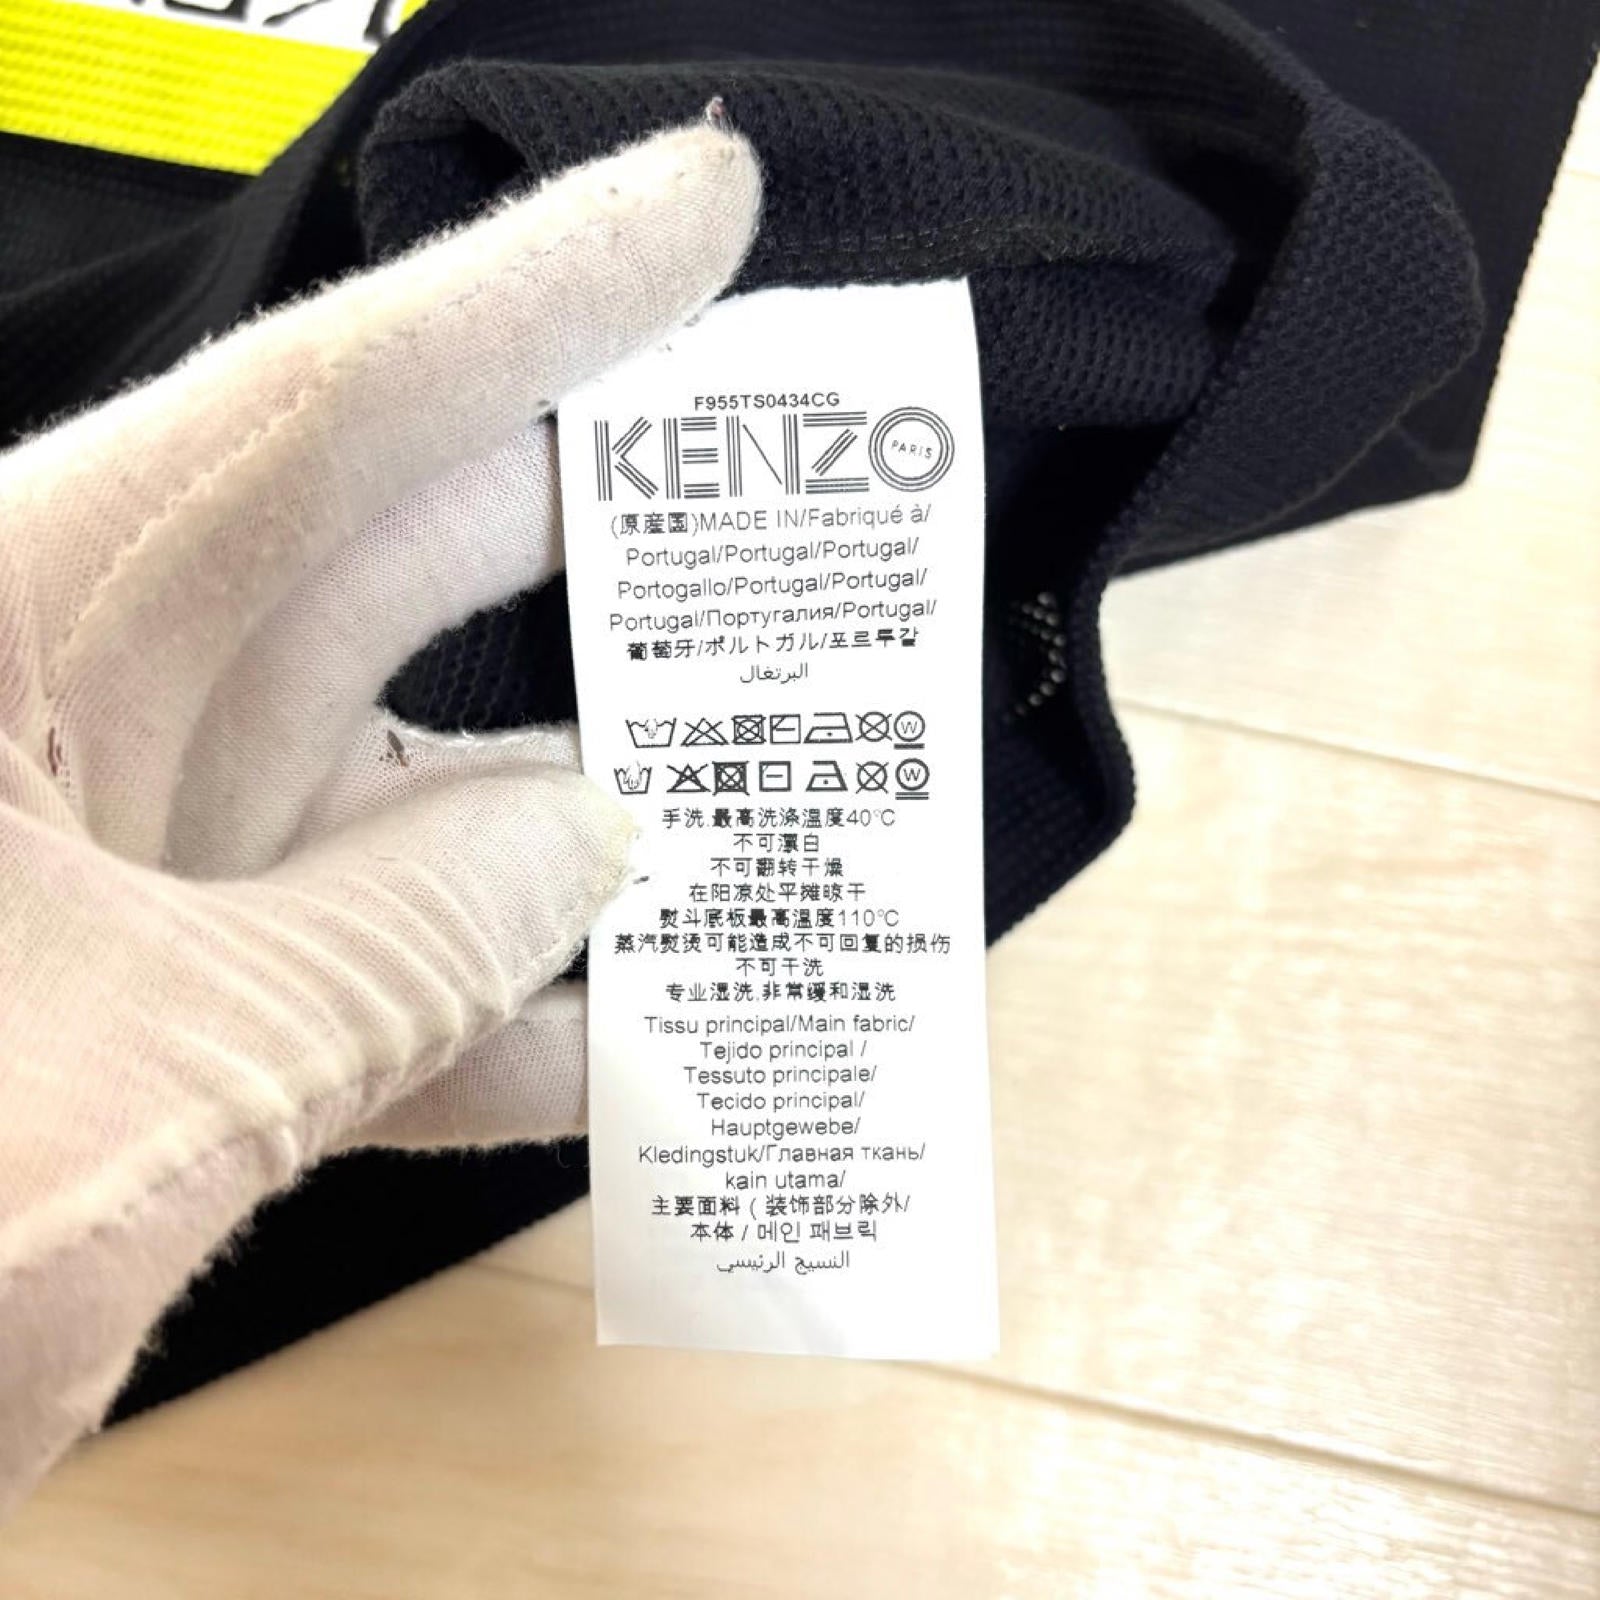 F955TS0434CG
KENZO
PARIS
(原産国)MADE IN/Fabriqué à/
Portugal/Portugal/Portugal/
Portogallo/Portugal/Portugal/
Portugal/Португалия/Portugal/
葡萄牙/ポルトガル/포르투갈
البرتغال
手洗.最高洗涤温度40℃
不可漂白
不可翻转干燥
在阳凉处平摊晾干
熨斗底板最高温度110℃
蒸汽熨烫可能造成不可回复的损伤
不可干洗
专业湿洗.非常缓和湿洗
Tissu principal/Main fabric/
Tejido principal /
Tessuto principale/
Tecido principal/
Hauptgewebe/
Kledingstuk/Главная ткань/
kain utama/
主要面料 ( 装饰部分除外/
本体 / 메인 패브릭
النسيج الرئيسي